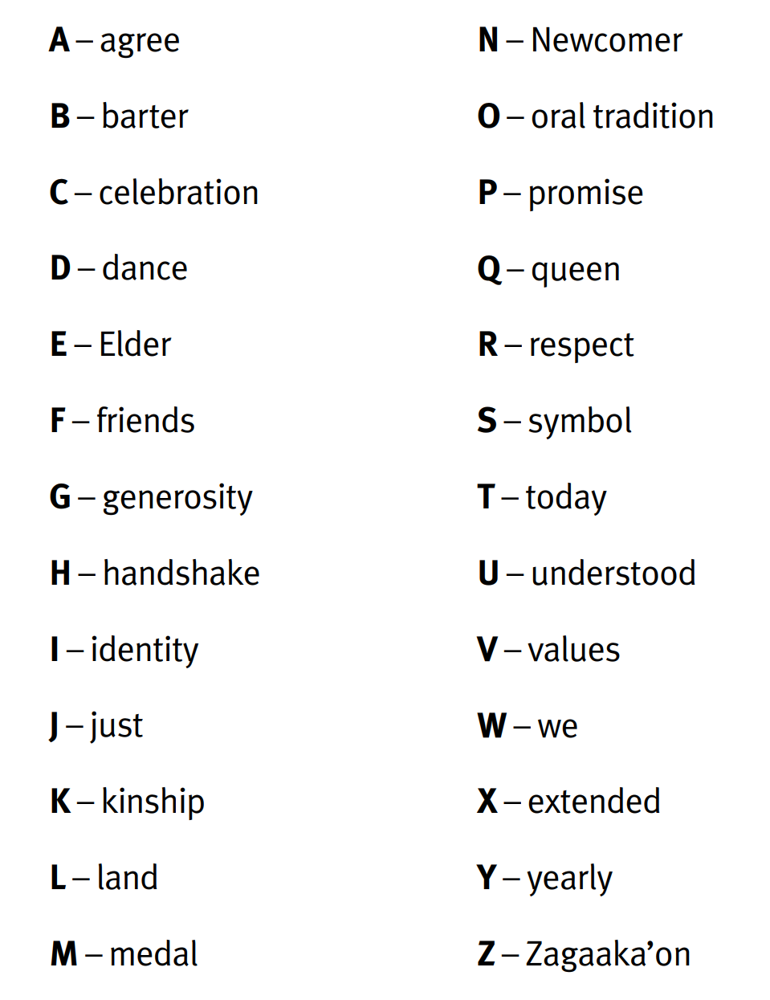 A – agree
B – barter
C – celebration
D – dance
E – Elder
F – friends
G – generosity
H – handshake
I – identity
J – just
K – kinship
L – land
M – medal
N – Newcomer
O – oral tradition
P – promise
Q – queen
R – respect
S – symbol
T – today
U – understood
V – values
W – we
X – extended
Y – yearly
Z – Zagaaka’on